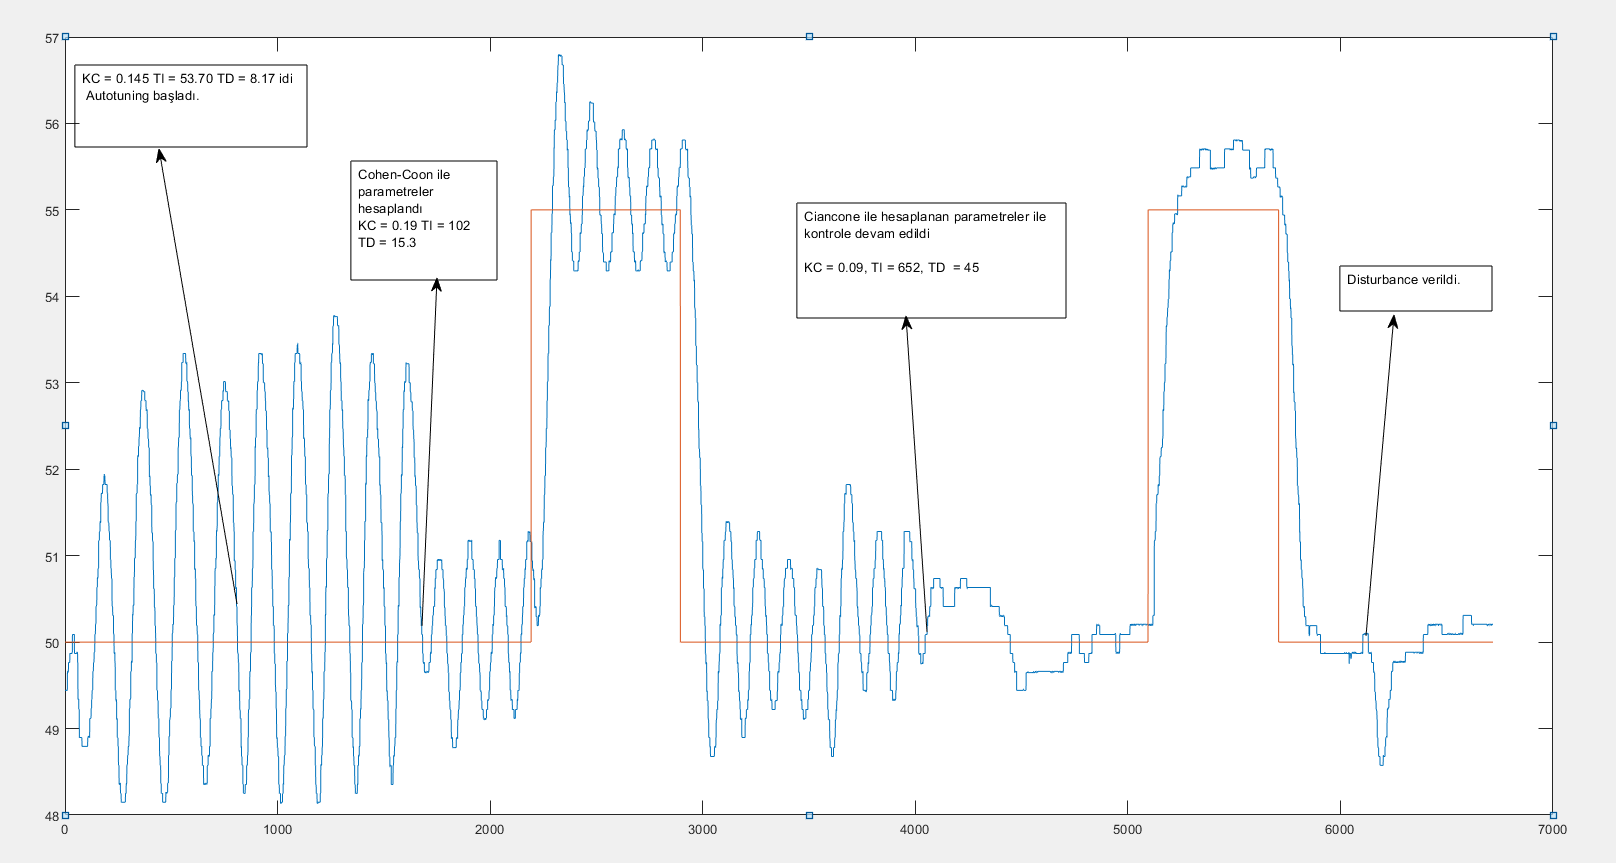 57
56
55
54
53
52
51
50
49
48
KC = 0.145 TI = 53.70 TD = 8.17 idi
Autotuning başladı.
Cohen-Coon ile
parametreler
hesaplandı
KC = 0.19 TI = 102
TD = 15.3
Ciancone ile hesaplanan parametreler ile
kontrole devam edildi
KC = 0.09, TI = 652, TD = 45
Disturbance verildi.
0 1000 2000 3000 4000 5000 6000 7000